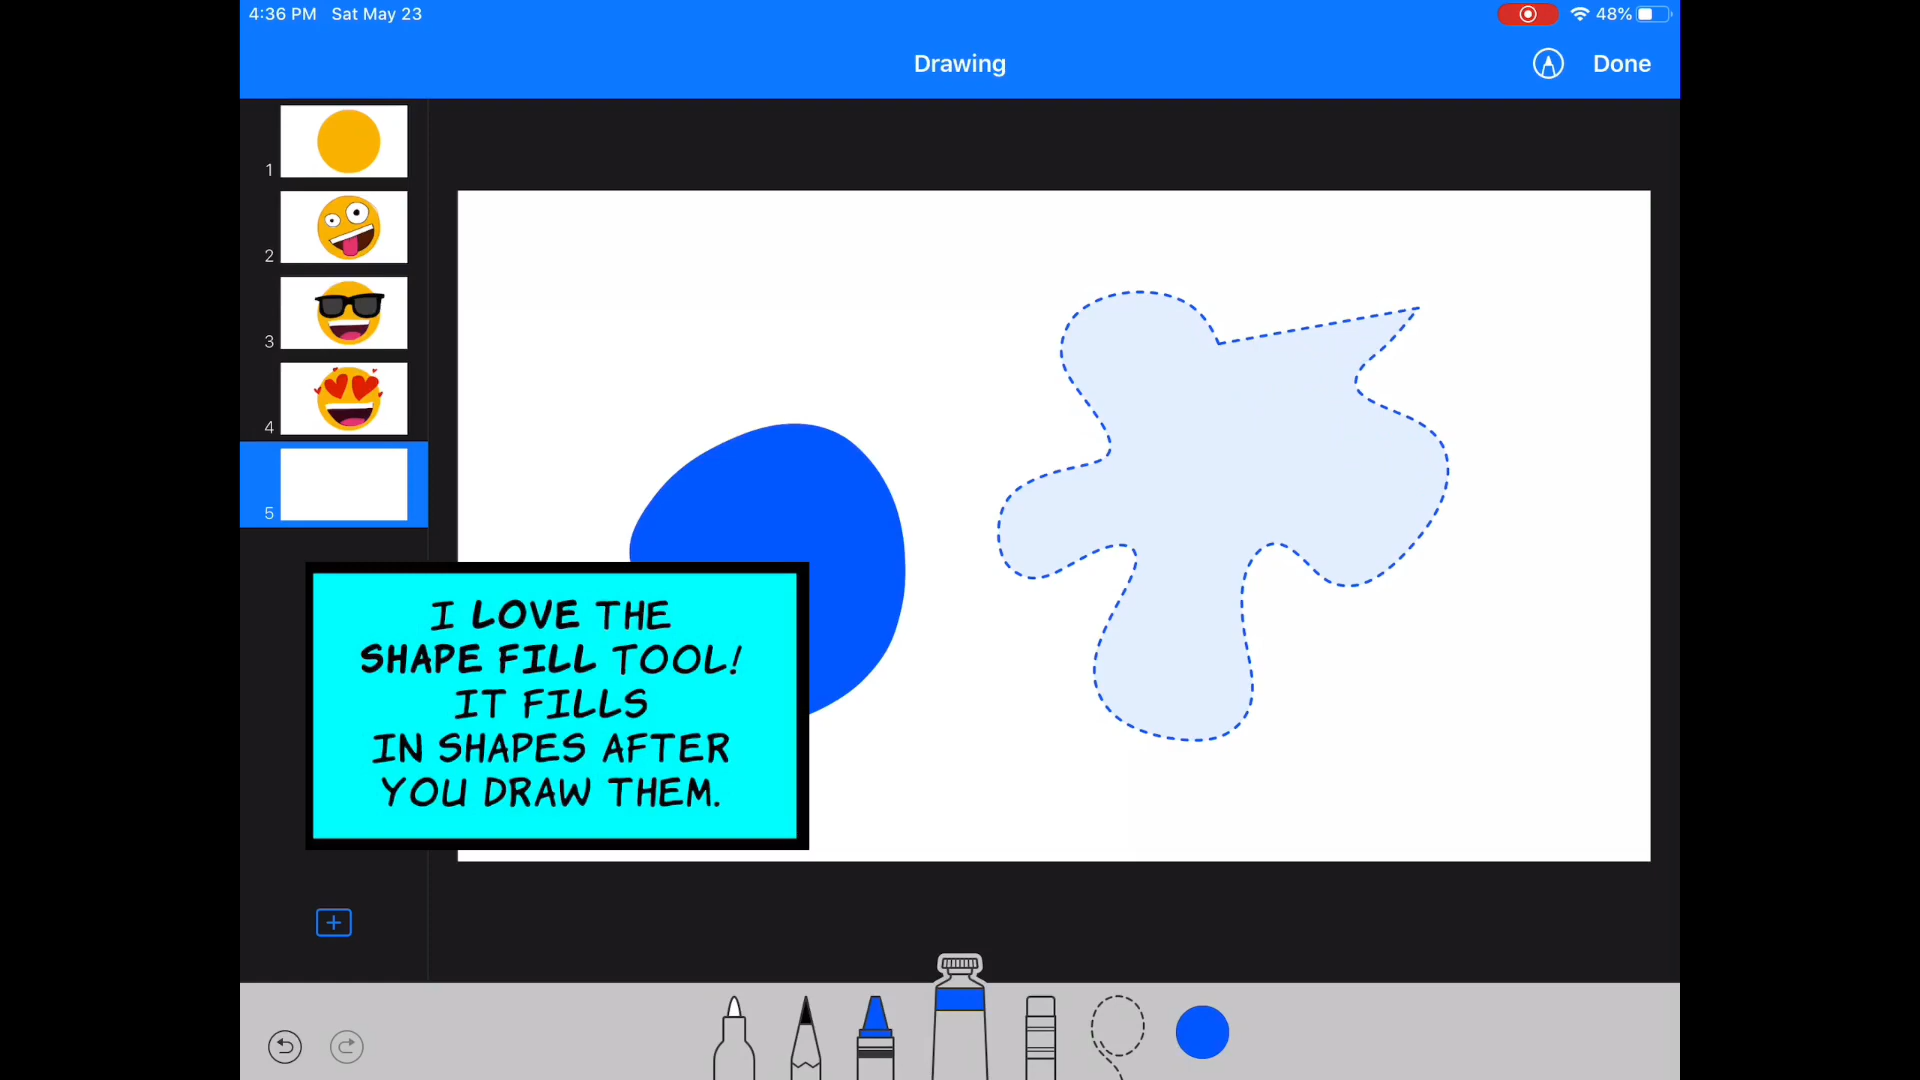 4:36 PM Sat May 23
48%
Drawing
Done
1
2
3
4
5
I LOVE THE
SHAPE FILL TOOL!
IT FILLS
IN SHAPES AFTER
YOU DRAW THEM.